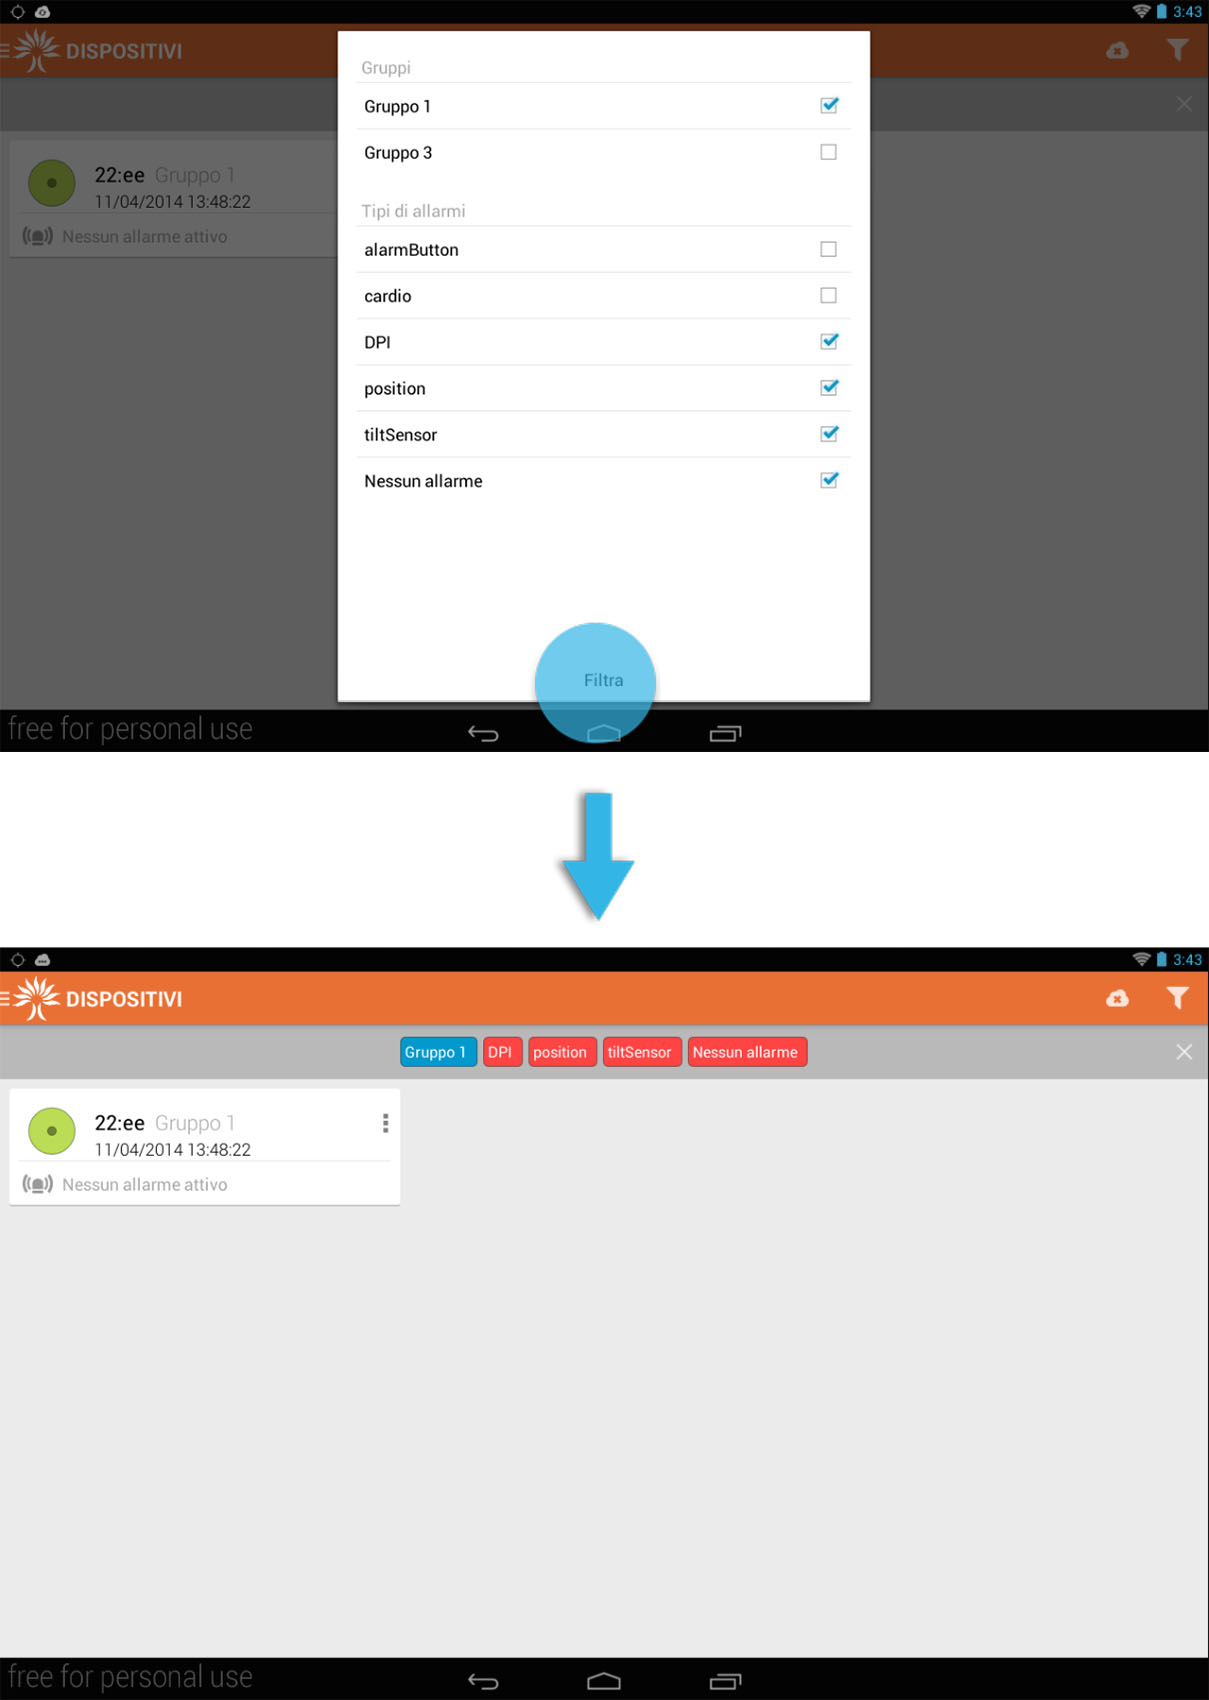 3:43
DISPOSITIVI
Gruppi
Gruppo 1
Gruppo 3
22:ee Gruppo 1
11/04/2014 13:48:22
Nessun allarme attivo
Tipi di allarmi
alarmButton
cardio
DPI
position
tiltSensor
Nessun allarme
Filtra
free for personal use
3:43
DISPOSITIVI
Gruppo 1 DPI position tiltSensor Nessun allarme
22:ee Gruppo 1
11/04/2014 13:48:22
Nessun allarme attivo
free for personal use